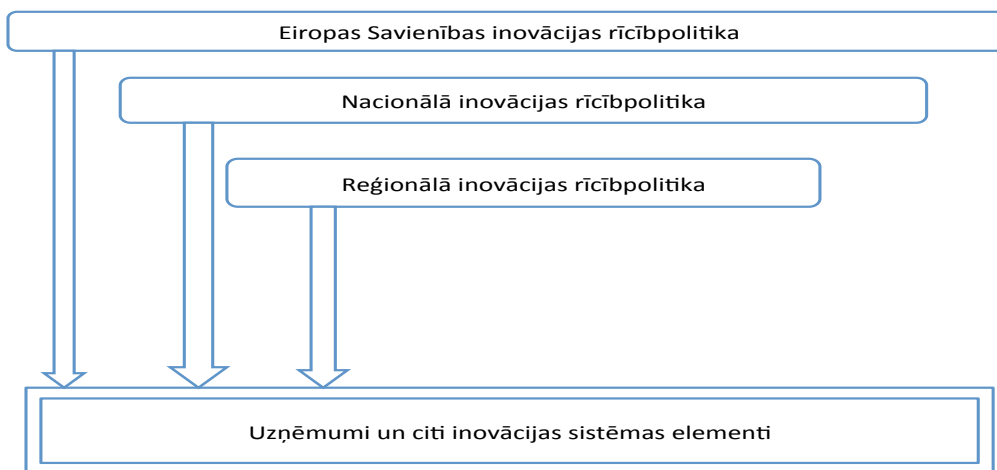 Eiropas Savienības inovācijas rīcībpolitika
Nacionālā inovācijas rīcībpolitika
Reģionālā inovācijas rīcībpolitika
Uzņēmumi un citi inovācijas sistēmas elementi